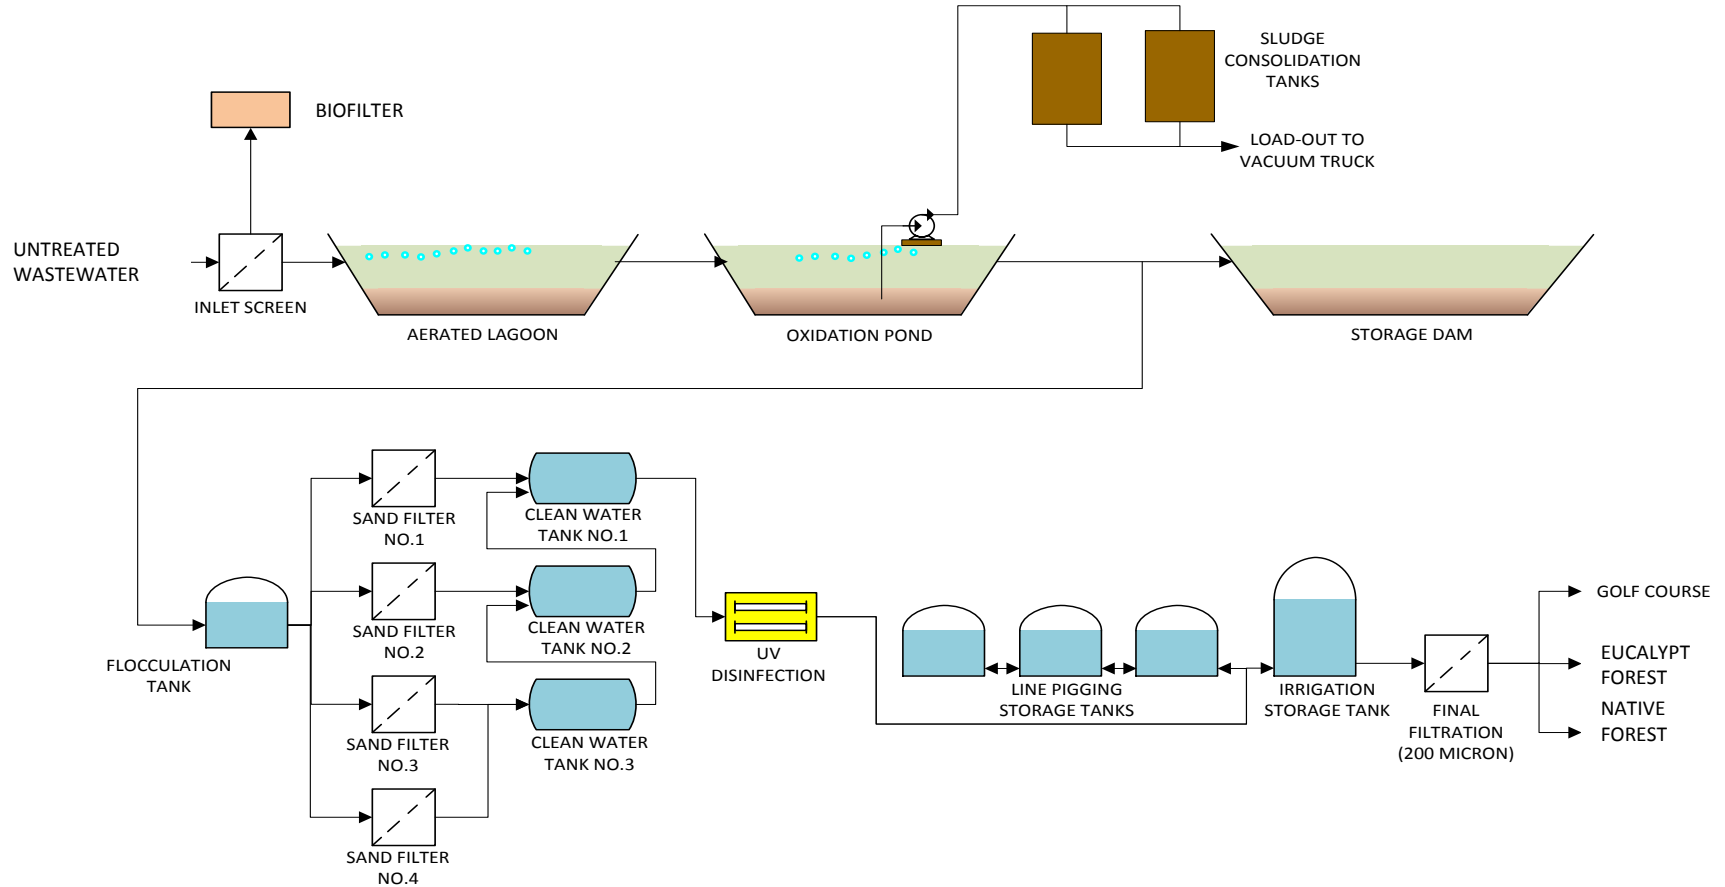 SLUDGE
CONSOLIDATION
TANKS
BIOFILTER
LOAD-OUT TO
VACUUM TRUCK
UNTREATED
WASTEWATER
INLET SCREEN
AERATED LAGOON
OXIDATION POND
STORAGE DAM
SAND FILTER
NO.1
CLEAN WATER
TANK NO.1
SAND FILTER
NO.2
CLEAN WATER
TANK NO.2
FLOCCULATION
TANK
SAND FILTER
NO.3
CLEAN WATER
TANK NO.3
SAND FILTER
NO.4
UV
DISINFECTION
LINE PIGGING
STORAGE TANKS
IRRIGATION
STORAGE TANK
FINAL
FILTRATION
(200 MICRON)
GOLF COURSE
EUCALYPT
FOREST
NATIVE
FOREST